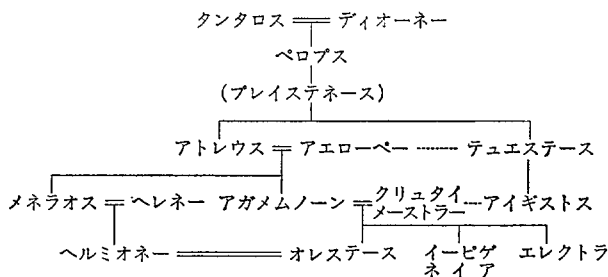 タンタロス ディオーネー
ペロプス
(プレイステネース)
アトレウス アエローペー テュエステース
メネラオス ヘレネー アガメムノーン クリュタイメーストラー アイギストス
ヘルミオネー オレステース イーピゲネイア エレクトラ